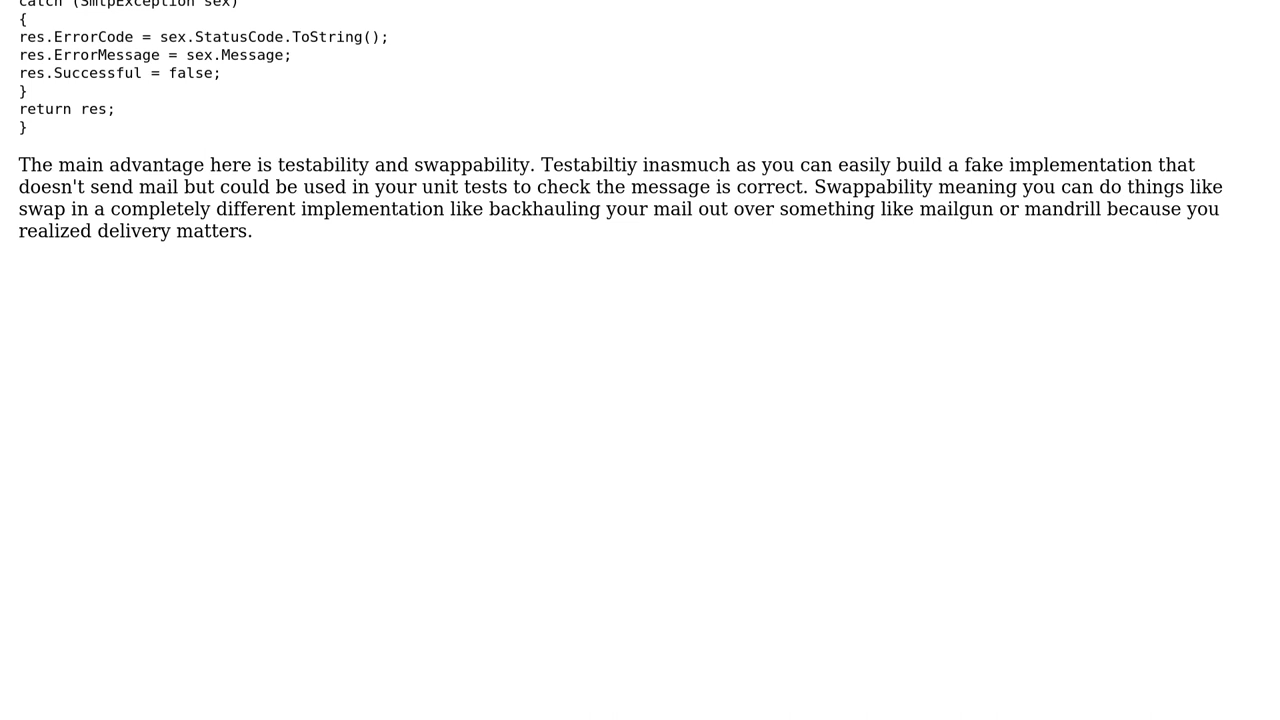 catch (SmtpException sex)
{
res.ErrorCode = sex.StatusCode.ToString();
res.ErrorMessage = sex.Message;
res.Successful = false;
}
return res;
}
The main advantage here is testability and swappability. Testabiltiy inasmuch as you can easily build a fake implementation that
doesn't send mail but could be used in your unit tests to check the message is correct. Swappability meaning you can do things like
swap in a completely different implementation like backhauling your mail out over something like mailgun or mandrill because you
realized delivery matters.